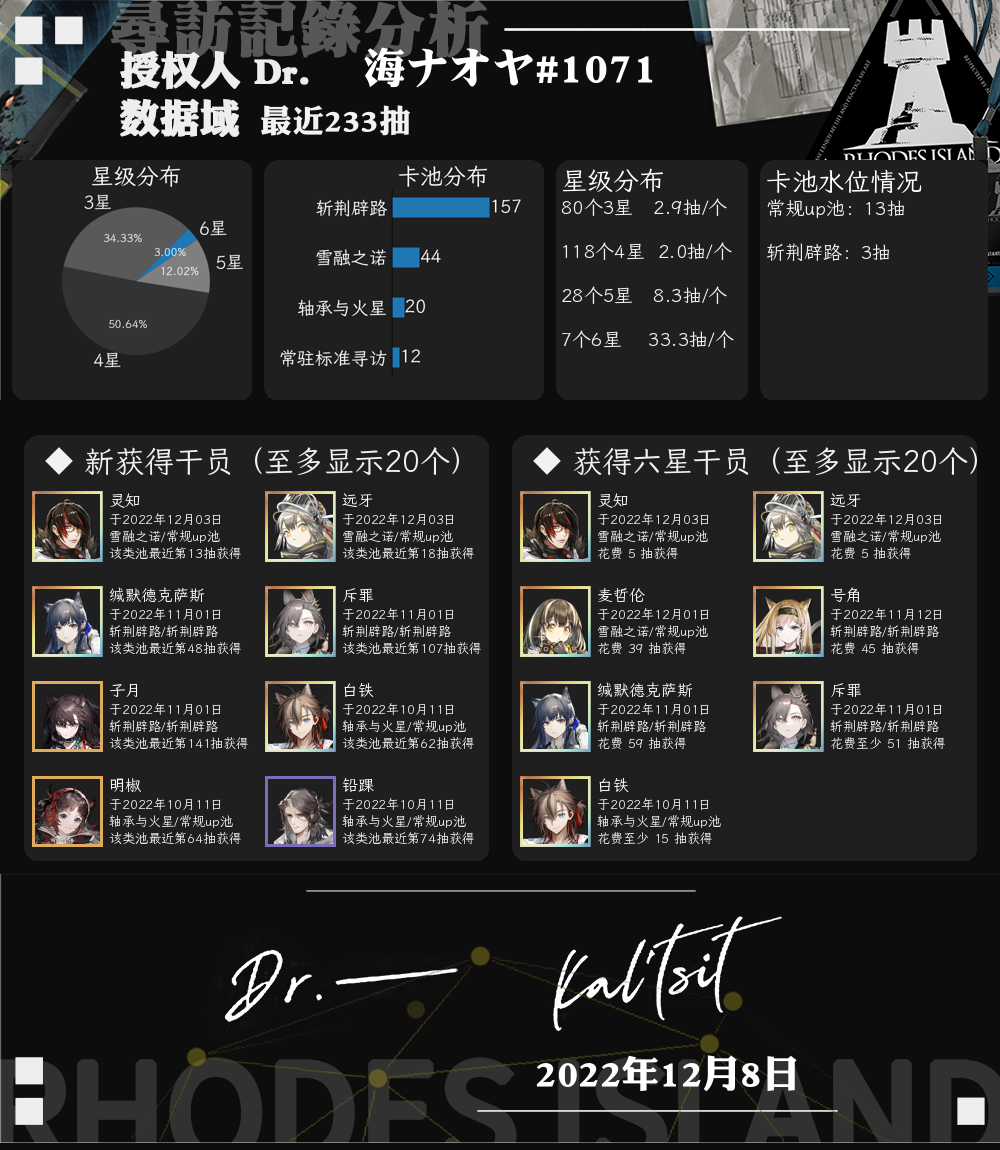 尋訪記錄分析
授权人 Dr. 海ナオヤ#1071
数据域 最近233抽
RHODES ISLAND
星级分布
3星
6星
5星
4星
34.33%
3.00%
12.02%
50.64%
卡池分布
斩荆辟路 157
雪融之诺 44
轴承与火星 20
常驻标准寻访 12
星级分布
80个3星 2.9抽/个
118个4星 2.0抽/个
28个5星 8.3抽/个
7个6星 33.3抽/个
卡池水位情况
常规up池：13抽
斩荆辟路：3抽
◆ 新获得干员（至多显示20个）
灵知
于2022年12月03日
雪融之诺/常规up池
该类池最近第13抽获得
远牙
于2022年12月03日
雪融之诺/常规up池
该类池最近第18抽获得
缄默德克萨斯
于2022年11月01日
斩荆辟路/斩荆辟路
该类池最近第48抽获得
斥罪
于2022年11月01日
斩荆辟路/斩荆辟路
该类池最近第107抽获得
子月
于2022年11月01日
斩荆辟路/斩荆辟路
该类池最近第141抽获得
白铁
于2022年10月11日
轴承与火星/常规up池
该类池最近第62抽获得
明椒
于2022年10月11日
轴承与火星/常规up池
该类池最近第64抽获得
铅踝
于2022年10月11日
轴承与火星/常规up池
该类池最近第74抽获得
◆ 获得六星干员（至多显示20个）
灵知
于2022年12月03日
雪融之诺/常规up池
花费 5 抽获得
远牙
于2022年12月03日
雪融之诺/常规up池
花费 5 抽获得
麦哲伦
于2022年12月01日
雪融之诺/常规up池
花费 39 抽获得
号角
于2022年11月12日
斩荆辟路/斩荆辟路
花费 45 抽获得
缄默德克萨斯
于2022年11月01日
斩荆辟路/斩荆辟路
花费 59 抽获得
斥罪
于2022年11月01日
斩荆辟路/斩荆辟路
花费至少 51 抽获得
白铁
于2022年10月11日
轴承与火星/常规up池
花费至少 15 抽获得
Dr.— Kal'tsit
2022年12月8日
RHODES ISLAND